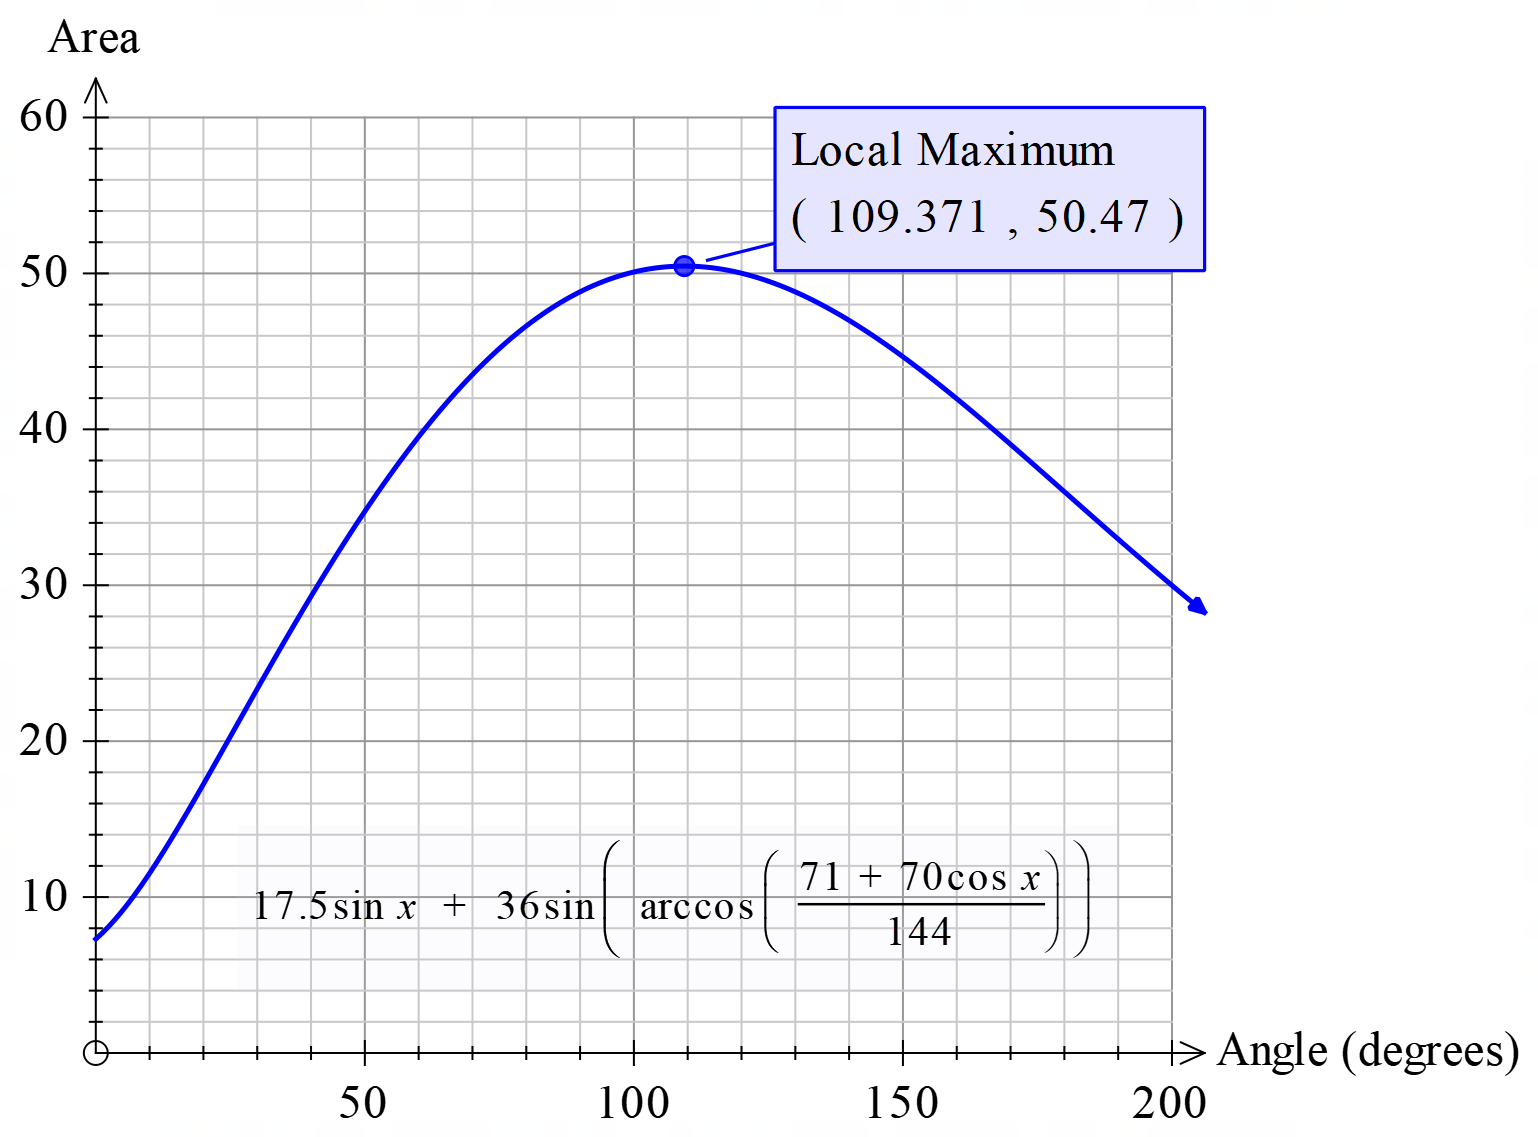 Area
60
Local Maximum
( 109.371 , 50.47 )
50
40
30
20
10
17.5sin x + 36sin( arccos( (71 + 70cos x)/144 ) )
Angle (degrees)
50 100 150 200